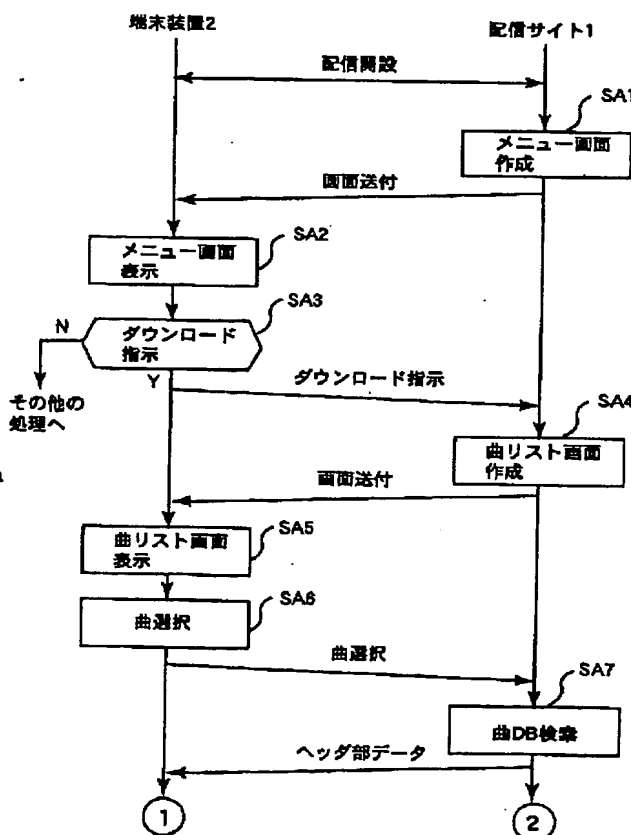 端末装置2
配信サイト1
配信開設
SA1
メニュー画面
作成
画面送付
SA2
メニュー画面
表示
SA3
N
ダウンロード
指示
Y
ダウンロード指示
その他の
処理へ
SA4
曲リスト画面
作成
画面送付
SA5
曲リスト画面
表示
SA6
曲選択
曲選択
SA7
曲DB検索
ヘッダ部データ
1
2